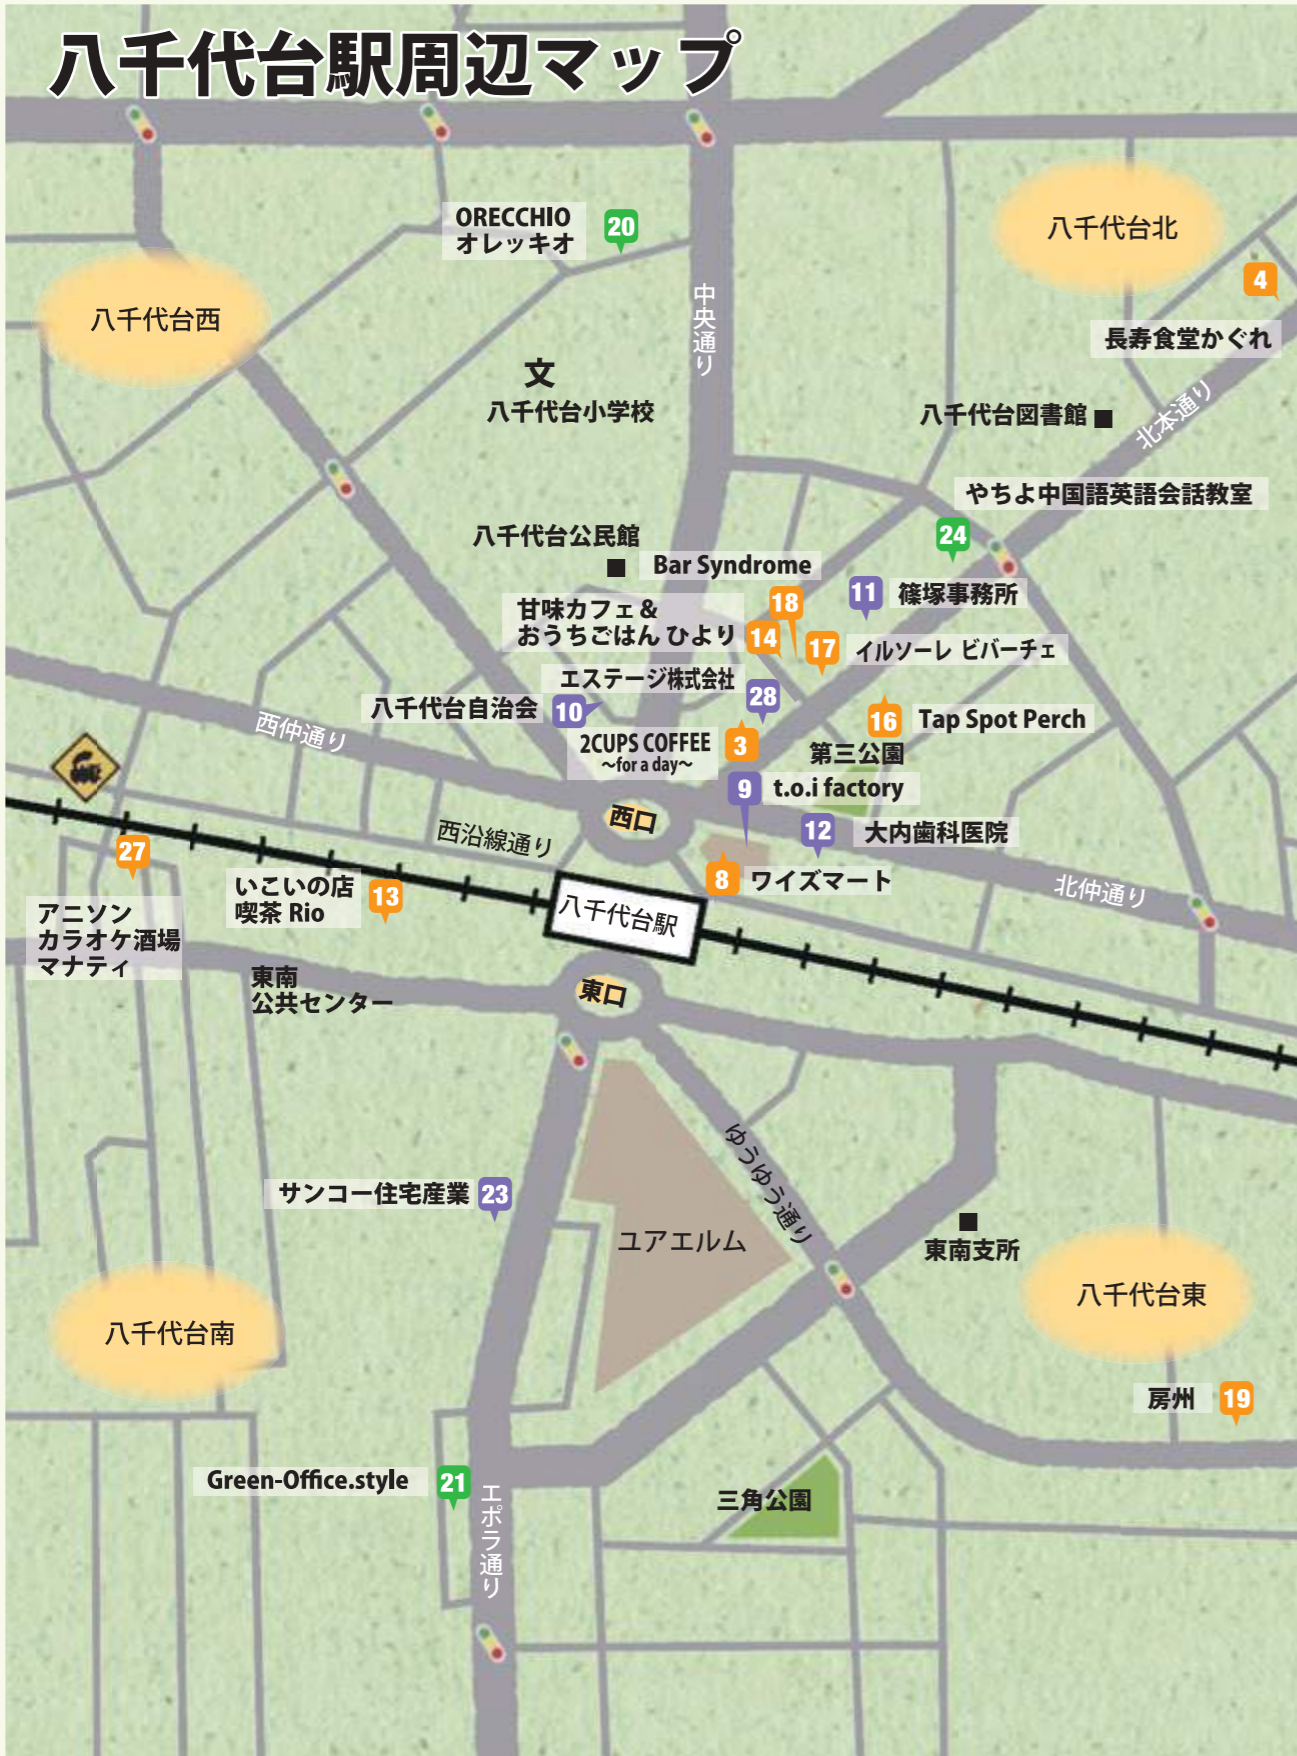 八千代台駅周辺マップ
ORECCHIO
オレッキオ
20
八千代台北
4
長寿食堂かぐれ
八千代台西
中央通り
文
八千代台小学校
八千代台図書館
北本通り
やちよ中国語英語会話教室
24
八千代台公民館
Bar Syndrome
18
11
篠塚事務所
甘味カフェ&
おうちごはん ひより
14
17
イルソーレ ビバーチェ
エステージ株式会社
28
八千代台自治会
10
16
Tap Spot Perch
西仲通り
2CUPS COFFEE
～for a day～
3
第三公園
9
t.o.i factory
西口
12
大内歯科医院
西沿線通り
27
8
ワイズマート
北仲通り
いこいの店
喫茶 Rio
13
八千代台駅
アニソン
カラオケ酒場
マナティ
東南
公共センター
東口
ゆうゆう通り
サンコー住宅産業
23
ユアエルム
東南支所
八千代台東
八千代台南
房州
19
Green-Office.style
21
エポラ通り
三角公園